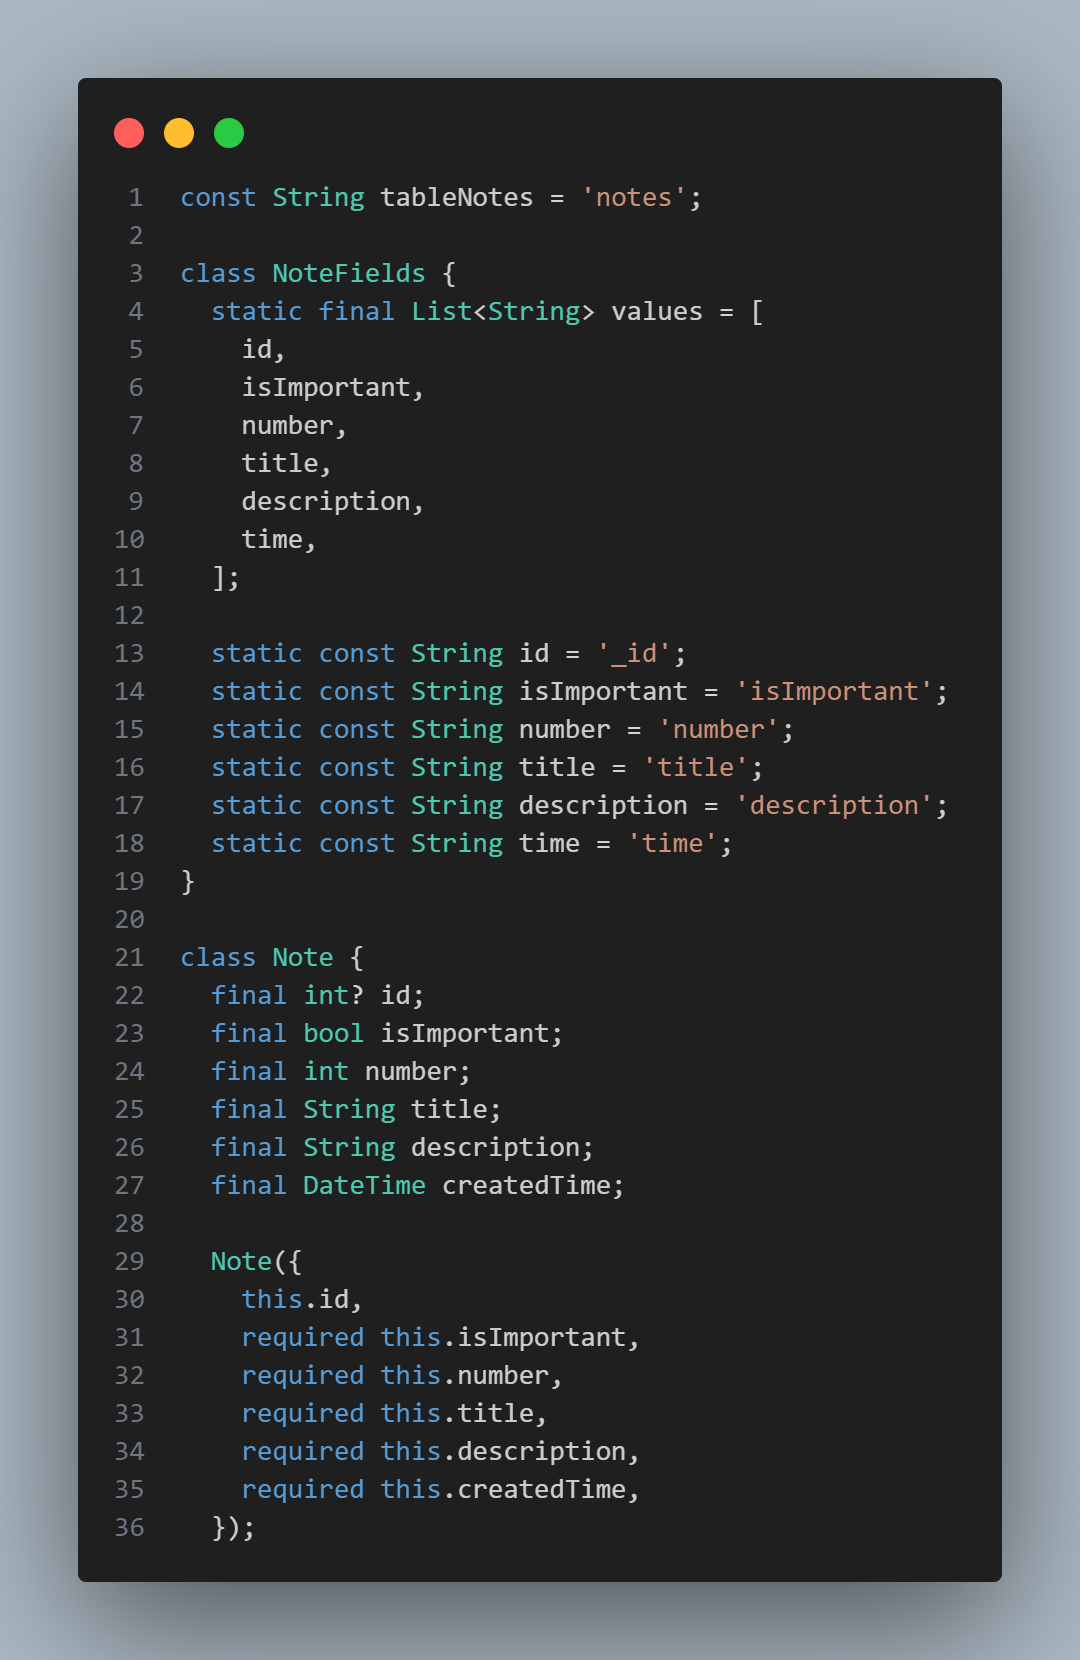 1 const String tableNotes = 'notes';
2
3 class NoteFields {
4   static final List<String> values = [
5     id,
6     isImportant,
7     number,
8     title,
9     description,
10     time,
11   ];
12
13   static const String id = '_id';
14   static const String isImportant = 'isImportant';
15   static const String number = 'number';
16   static const String title = 'title';
17   static const String description = 'description';
18   static const String time = 'time';
19 }
20
21 class Note {
22   final int? id;
23   final bool isImportant;
24   final int number;
25   final String title;
26   final String description;
27   final DateTime createdTime;
28
29   Note({
30     this.id,
31     required this.isImportant,
32     required this.number,
33     required this.title,
34     required this.description,
35     required this.createdTime,
36   });